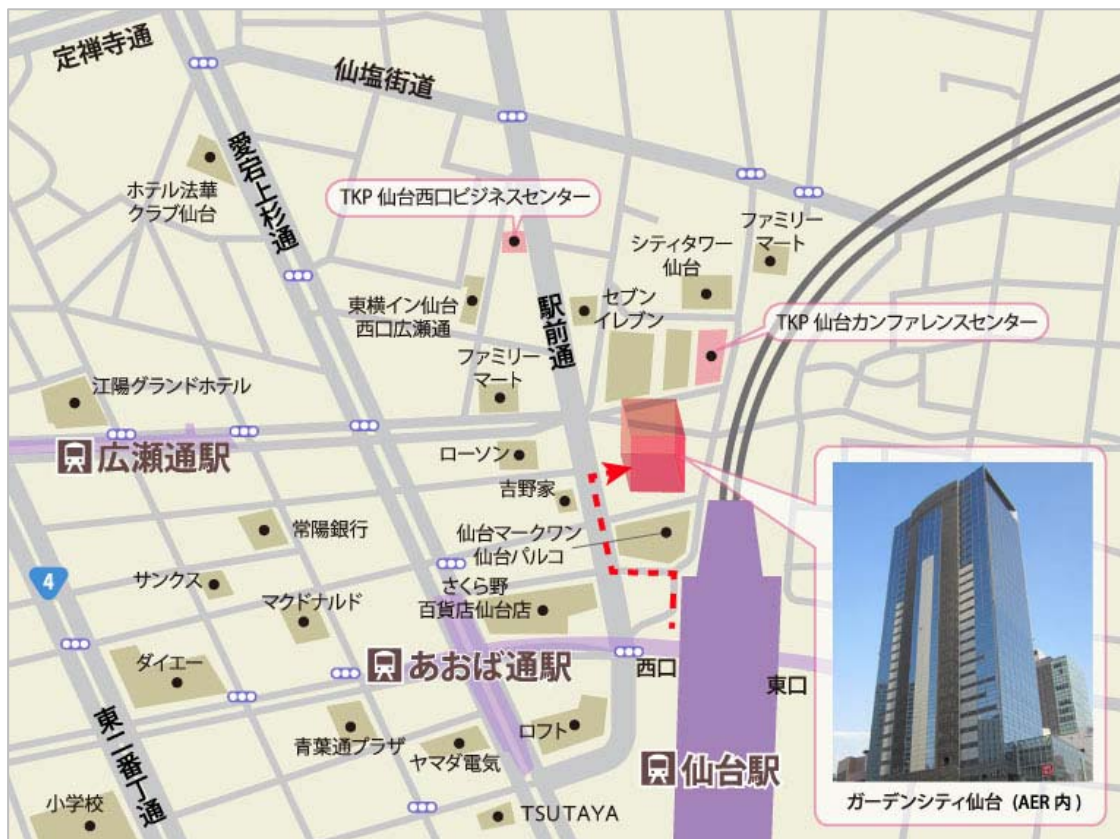 定禅寺通
仙塩街道
愛宕上杉通
ホテル法華
クラブ仙台
TKP 仙台西口ビジネスセンター
ファミリー
マート
シティタワー
仙台
東横イン仙台
西口広瀬通
駅前通
セブン
イレブン
TKP 仙台カンファレンスセンター
ファミリー
マート
江陽グランドホテル
広瀬通駅
ローソン
吉野家
常陽銀行
仙台マークワン
仙台パルコ
サンクス
4
マクドナルド
さくら野
百貨店仙台店
ダイエー
あおば通駅
西口
東口
東二番丁通
青葉通プラザ
ヤマダ電気
ロフト
仙台駅
小学校
TSUTAYA
ガーデンシティ仙台 (AER 内 )